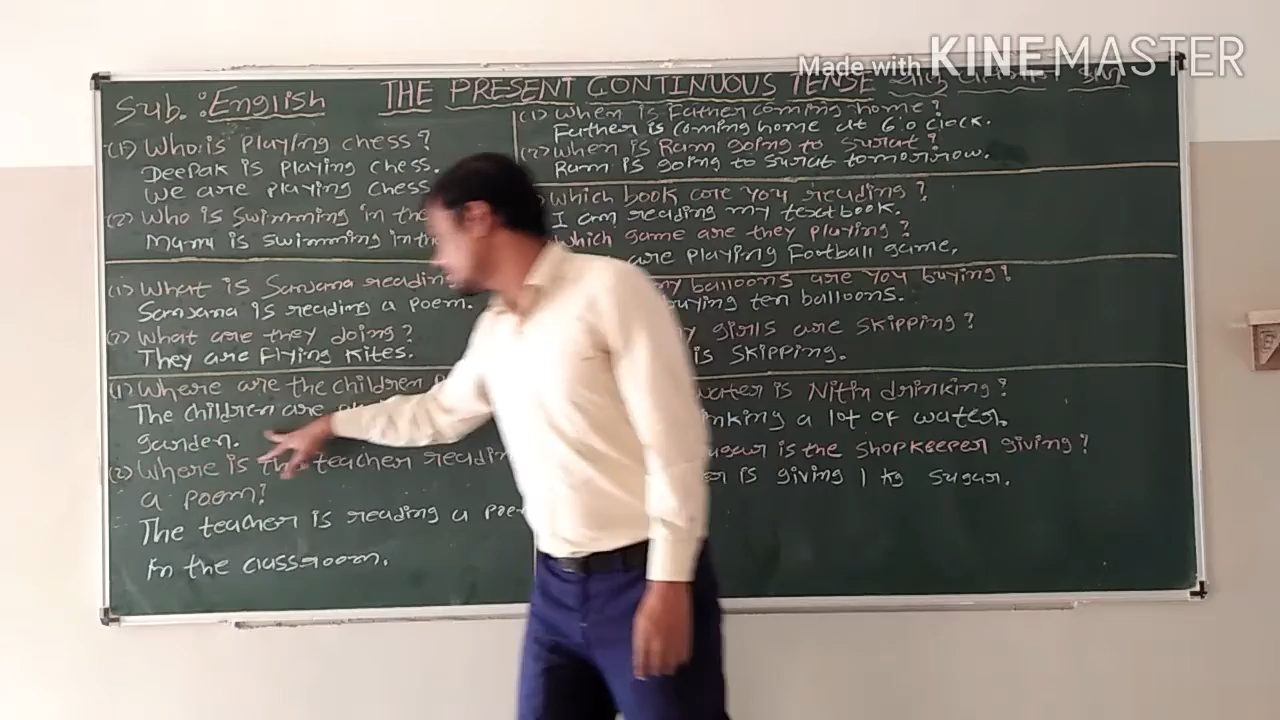 Made with KINEMASTER
Sub. : English THE PRESENT CONTINUOUS TENSE
(1) Who is playing chess?
Deepak is playing chess.
We are playing chess
(2) Who is swimming in the
is swimming in the
(1) What is Sanjana reading
Sanjana is reading a poem.
(2) What are they doing?
They are Flying kites.
(1) Where are the children
The children are
garden.
(2) Where is the teacher reading
a poem?
The teacher is reading a poem
in the classroom.
(1) When is Father coming home?
Father is coming home at 6 o'clock.
(2) When is Ram going to Surat?
Ram is going to Surat tomorrow.
Which book are you reading?
I am reading my textbook.
Which game are they playing?
are playing Football game.
balloons are you buying?
buying ten balloons.
girls are skipping?
is skipping.
water is Nitin drinking?
a lot of water.
is the shopkeeper giving?
is giving 1 kg sugar.